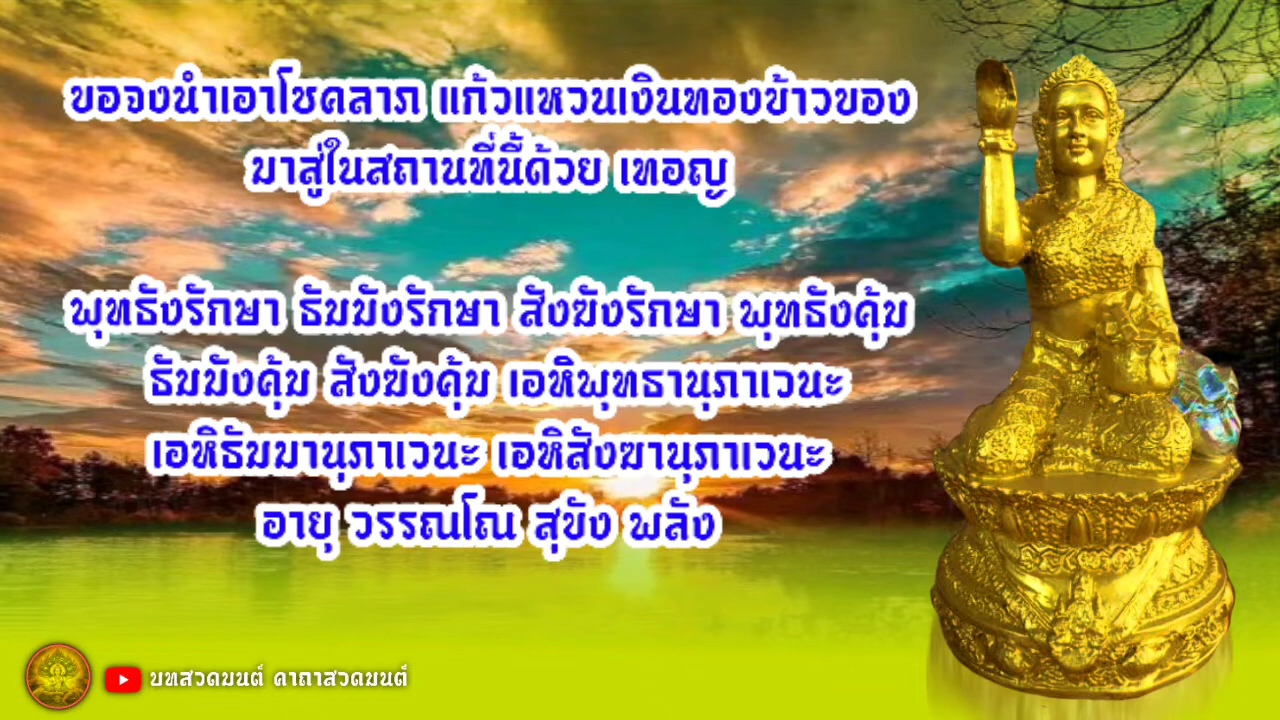 ขอจงนำเอาโชคลาภ แก้วแหวนเงินทองข้าวของ
มาสู่ในสถานที่นี้ด้วย เทอญ
พุทธังรักษา ธัมมังรักษา สังฆังรักษา พุทธังคุ้ม
ธัมมังคุ้ม สังฆังคุ้ม เอหิพุทธานุภาเวนะ
เอหิธัมมานุภาเวนะ เอหิสังฆานุภาเวนะ
อายุ วรรณโณ สุขัง พลัง
บทสวดมนต์ คาถาสวดมนต์